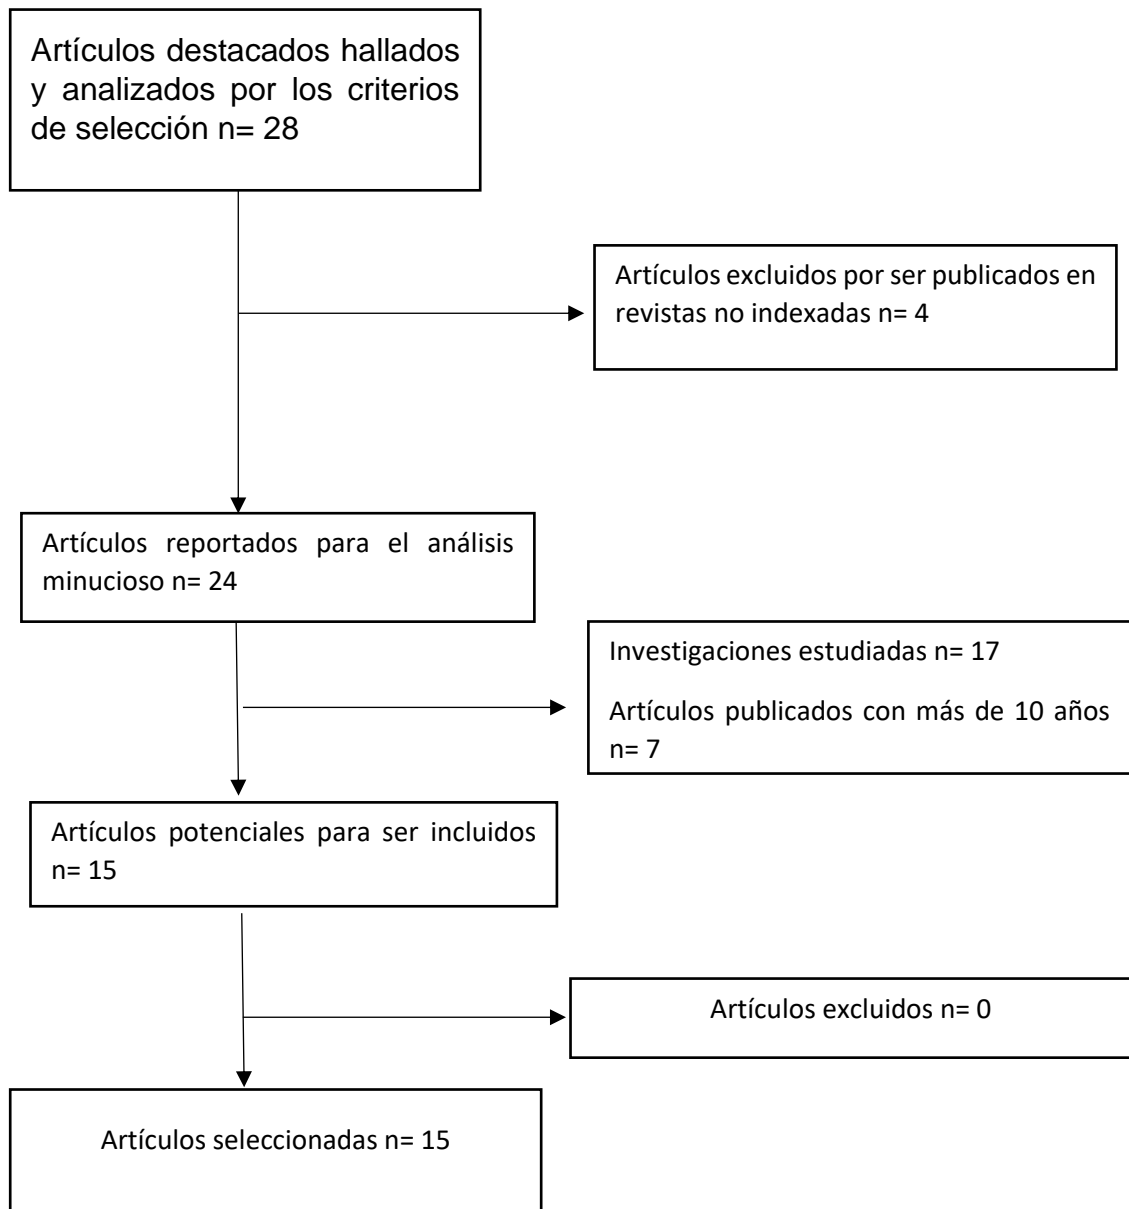 Artículos destacados hallados
y analizados por los criterios
de selección n= 28
Artículos excluidos por ser publicados en
revistas no indexadas n= 4
Artículos reportados para el análisis
minucioso n= 24
Investigaciones estudiadas n= 17
Artículos publicados con más de 10 años
n= 7
Artículos potenciales para ser incluidos
n= 15
Artículos excluidos n= 0
Artículos seleccionadas n= 15